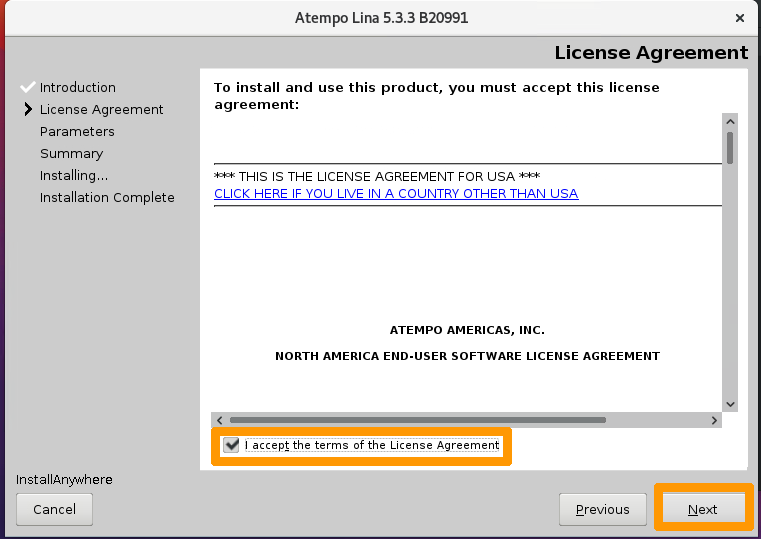 Atempo Lina 5.3.3 B20991
License Agreement
Introduction
License Agreement
Parameters
Summary
Installing...
Installation Complete
To install and use this product, you must accept this license
agreement:
*** THIS IS THE LICENSE AGREEMENT FOR USA ***
CLICK HERE IF YOU LIVE IN A COUNTRY OTHER THAN USA
ATEMPO AMERICAS, INC.
NORTH AMERICA END-USER SOFTWARE LICENSE AGREEMENT
I accept the terms of the License Agreement
InstallAnywhere
Cancel
Previous
Next